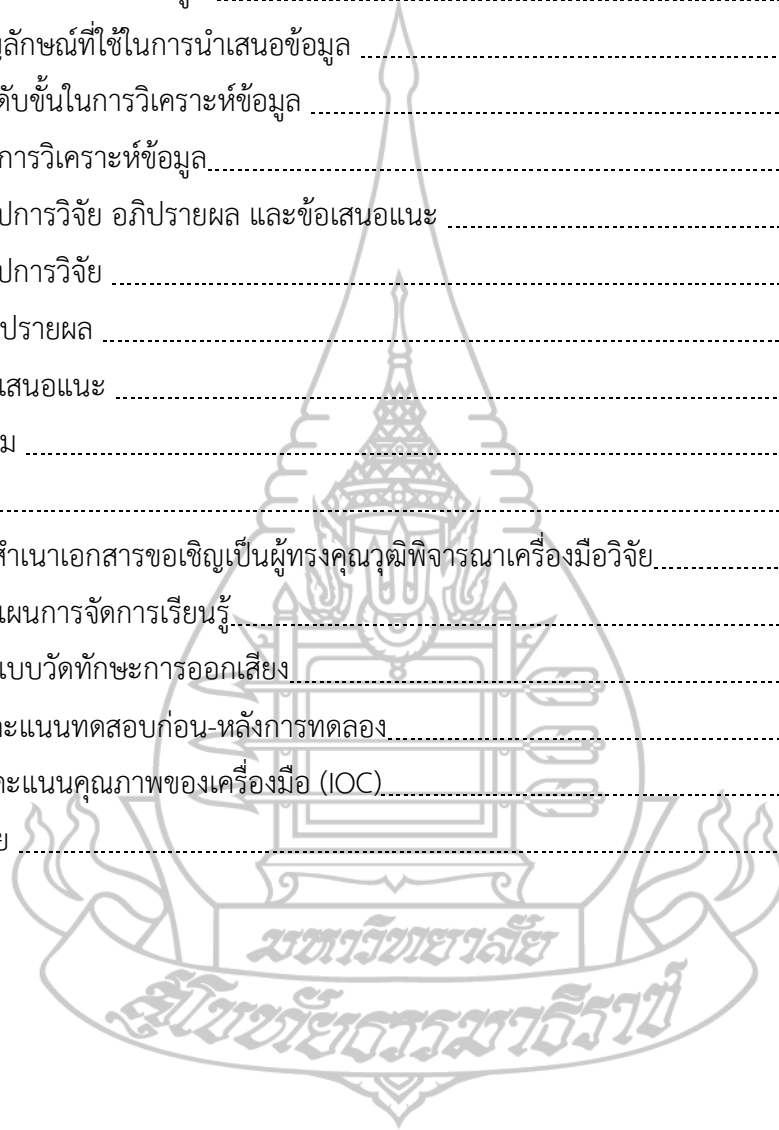 ญลักษณ์ที่ใช้ในการนำเสนอข้อมูล
ดับขั้นในการวิเคราะห์ข้อมูล
การวิเคราะห์ข้อมูล
ปการวิจัย อภิปรายผล และข้อเสนอแนะ
ปการวิจัย
ปรายผล
เสนอแนะ
ม
สำเนาเอกสารขอเชิญเป็นผู้ทรงคุณวุฒิพิจารณาเครื่องมือวิจัย
แผนการจัดการเรียนรู้
แบบวัดทักษะการออกเสียง
คะแนนทดสอบก่อน-หลังการทดลอง
คะแนนคุณภาพของเครื่องมือ (IOC)
ย
มหาวิทยาลัย
สุโขทัยธรรมาธิราช